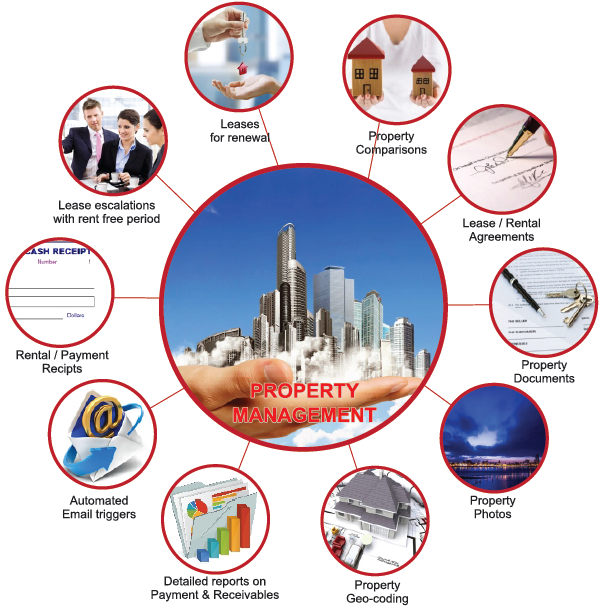 Leases
for renewal
Property
Comparisons
Lease / Rental
Agreements
Property
Documents
Property
Photos
Property
Geo-coding
Detailed reports on
Payment & Receivables
Automated
Email triggers
Rental / Payment
Recipts
CASH RECEIPT
Number !
Dollars
Lease escalations
with rent free period
PROPERTY
MANAGEMENT